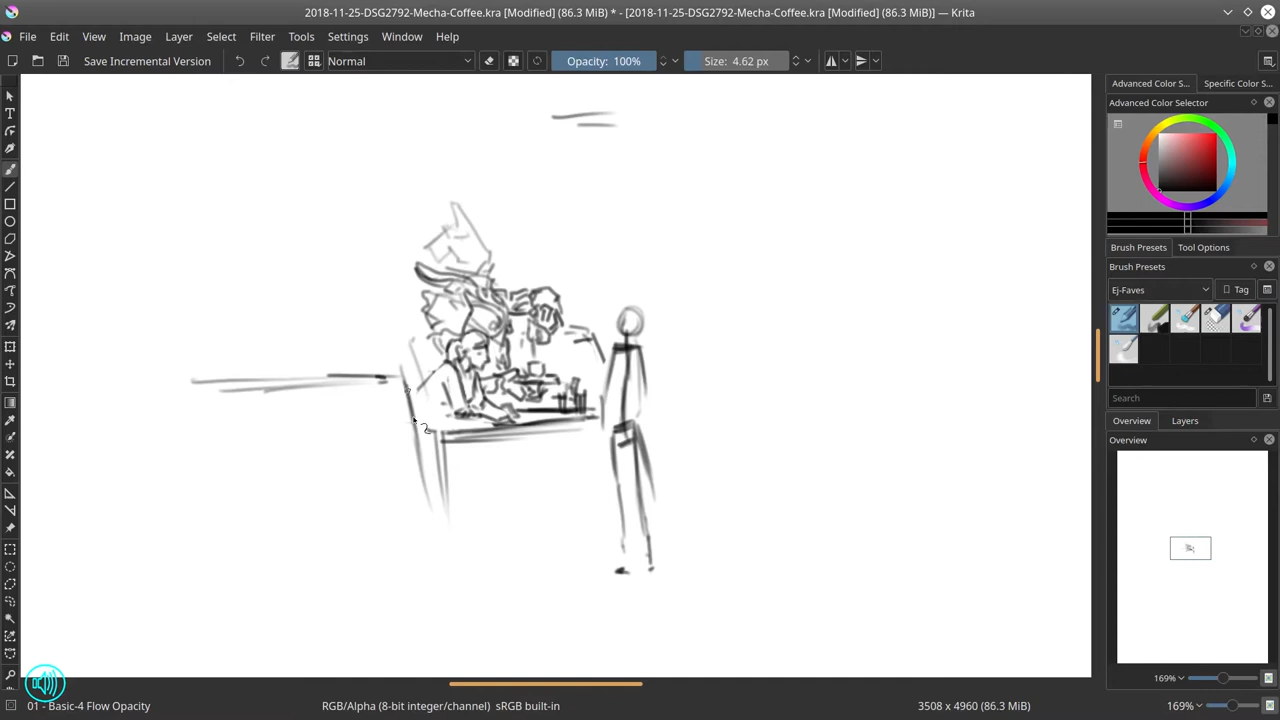 2018-11-25-DSG2792-Mecha-Coffee.kra [Modified] (86.3 MiB) * - [2018-11-25-DSG2792-Mecha-Coffee.kra [Modified] (86.3 MiB)] — Krita
File Edit View Image Layer Select Filter Tools Settings Window Help
Save Incremental Version Normal Opacity: 100% Size: 4.62 px
Advanced Color S... Specific Color S...
Advanced Color Selector
Brush Presets Tool Options
Brush Presets
Ej-Faves Tag
Search
Overview Layers
Overview
169%
01 - Basic-4 Flow Opacity RGB/Alpha (8-bit integer/channel) sRGB built-in 3508 x 4960 (86.3 MiB) 169%